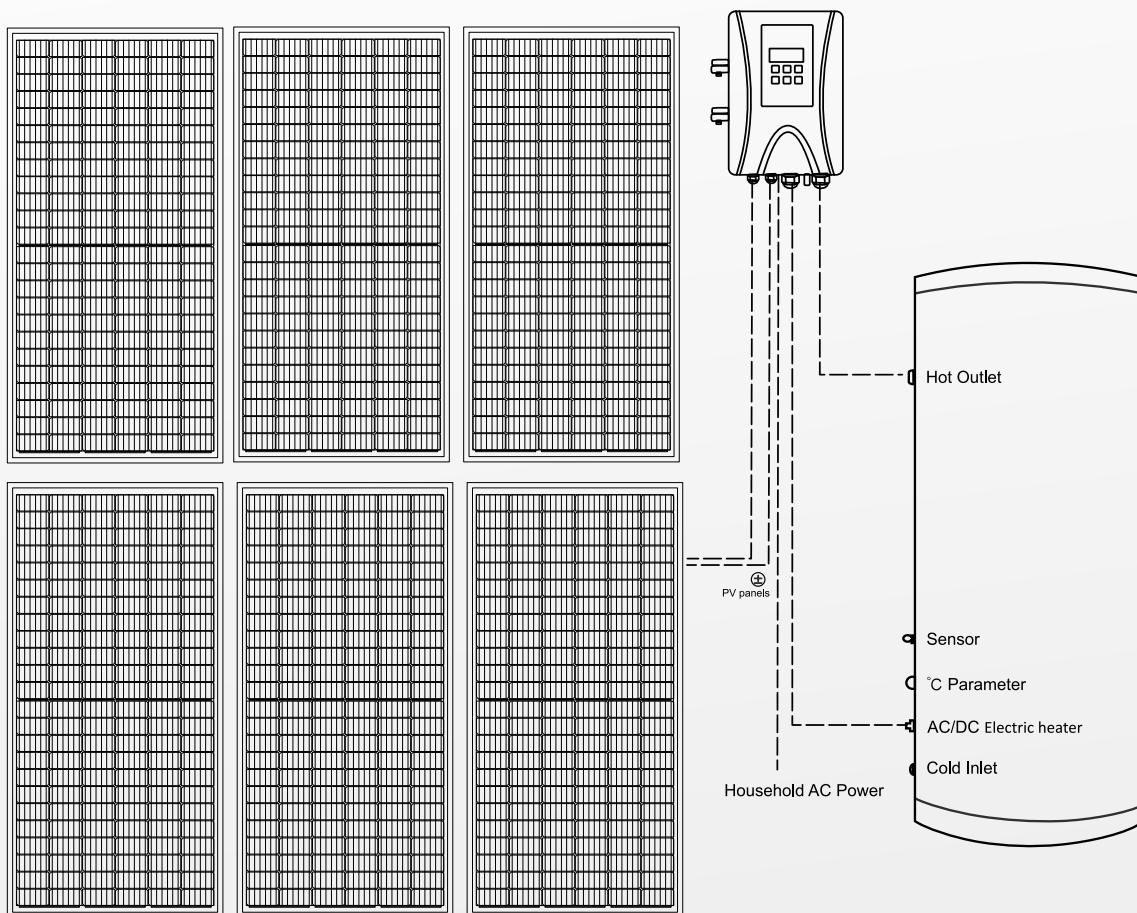 Hot Outlet
PV panels
Sensor
°C Parameter
AC/DC Electric heater
Cold Inlet
Household AC Power